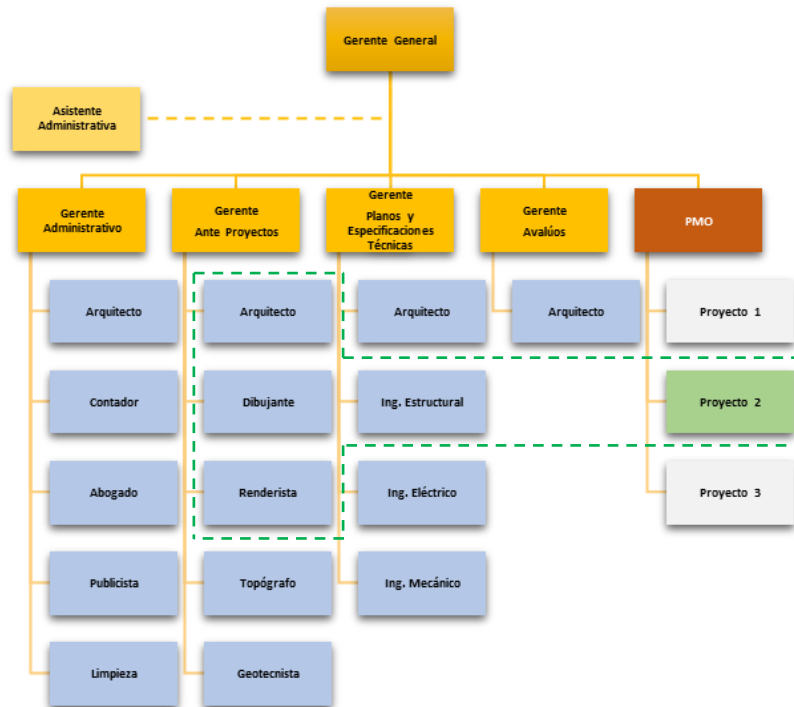 Gerente General
Asistente
Administrativa
Gerente
Administrativo
Gerente
Ante Proyectos
Gerente
Planos y
Especificaciones
Técnicas
Gerente
Avalúos
PMO
Arquitecto
Arquitecto
Arquitecto
Arquitecto
Proyecto 1
Contador
Dibujante
Ing. Estructural
Proyecto 2
Abogado
Renderista
Ing. Eléctrico
Proyecto 3
Publicista
Topógrafo
Ing. Mecánico
Limpieza
Geotecnista